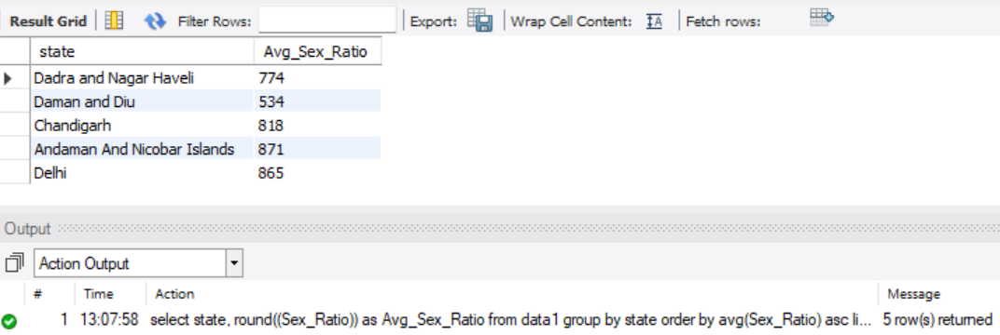 Result Grid Filter Rows: Export: Wrap Cell Content: IA Fetch rows:
state Avg_Sex_Ratio
Dadra and Nagar Haveli 774
Daman and Diu 534
Chandigarh 818
Andaman And Nicobar Islands 871
Delhi 865
Output
Action Output
# Time Action Message
1 13:07:58 select state, round((Sex_Ratio)) as Avg_Sex_Ratio from data1 group by state order by avg(Sex_Ratio) asc li... 5 row(s) returned